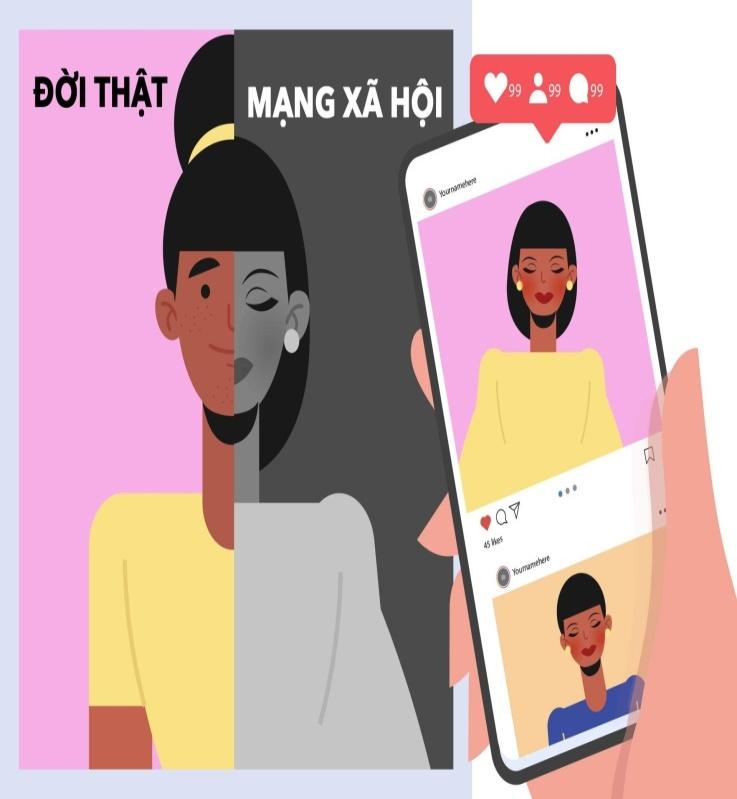 ĐỜI THẬT
MẠNG XÃ HỘI
99 99 99
Yournamehere
45 likes
Yournamehere